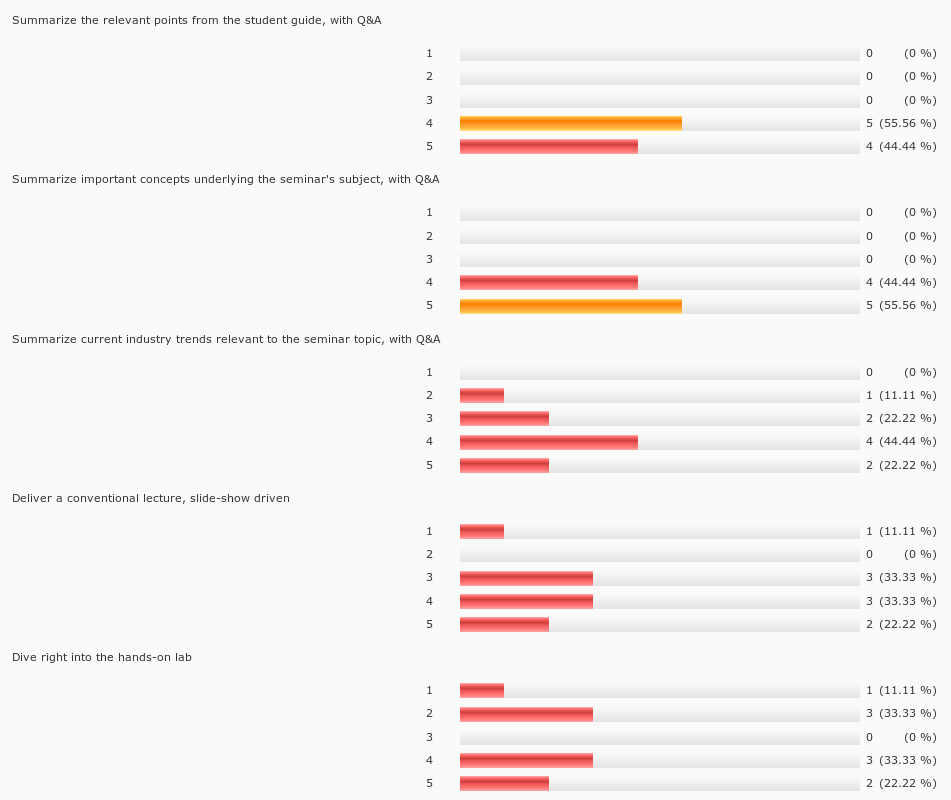 Summarize the relevant points from the student guide, with Q&A
1 0 (0 %)
2 0 (0 %)
3 0 (0 %)
4 5 (55.56 %)
5 4 (44.44 %)
Summarize important concepts underlying the seminar's subject, with Q&A
1 0 (0 %)
2 0 (0 %)
3 0 (0 %)
4 4 (44.44 %)
5 5 (55.56 %)
Summarize current industry trends relevant to the seminar topic, with Q&A
1 0 (0 %)
2 1 (11.11 %)
3 2 (22.22 %)
4 4 (44.44 %)
5 2 (22.22 %)
Deliver a conventional lecture, slide-show driven
1 1 (11.11 %)
2 0 (0 %)
3 3 (33.33 %)
4 3 (33.33 %)
5 2 (22.22 %)
Dive right into the hands-on lab
1 1 (11.11 %)
2 3 (33.33 %)
3 0 (0 %)
4 3 (33.33 %)
5 2 (22.22 %)